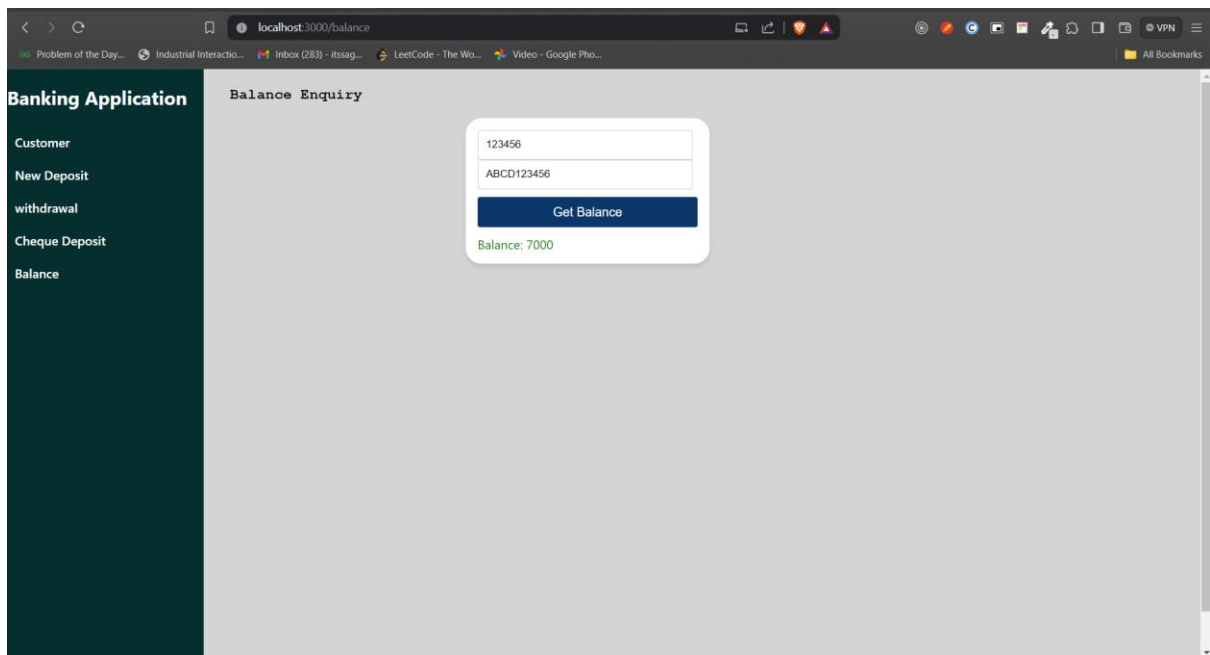 localhost:3000/balance
VPN
Problem of the Day...
Industrial Interactio...
Inbox (283) - itssag...
LeetCode - The Wo...
Video - Google Pho...
All Bookmarks
Banking Application
Customer
New Deposit
withdrawal
Cheque Deposit
Balance
Balance Enquiry
123456
ABCD123456
Get Balance
Balance: 7000